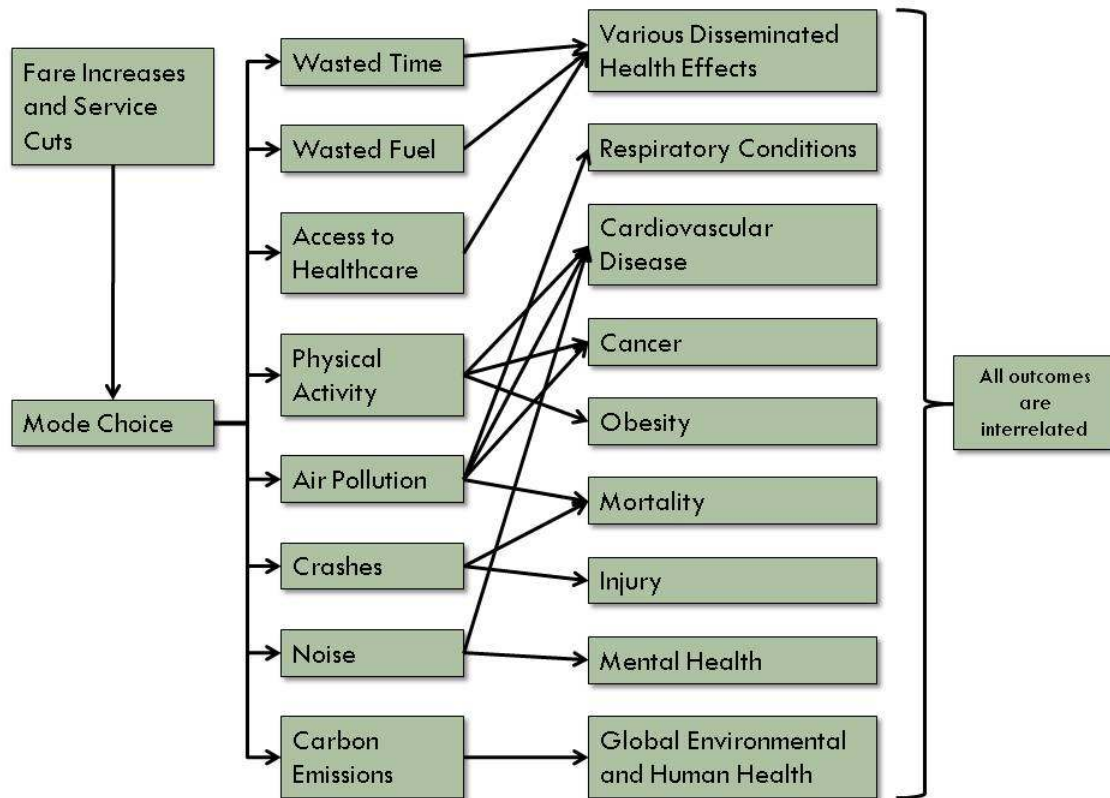 Fare Increases
and Service
Cuts
Mode Choice
Wasted Time
Wasted Fuel
Access to
Healthcare
Physical
Activity
Air Pollution
Crashes
Noise
Carbon
Emissions
Various Disseminated
Health Effects
Respiratory Conditions
Cardiovascular
Disease
Cancer
Obesity
Mortality
Injury
Mental Health
Global Environmental
and Human Health
All outcomes
are
interrelated